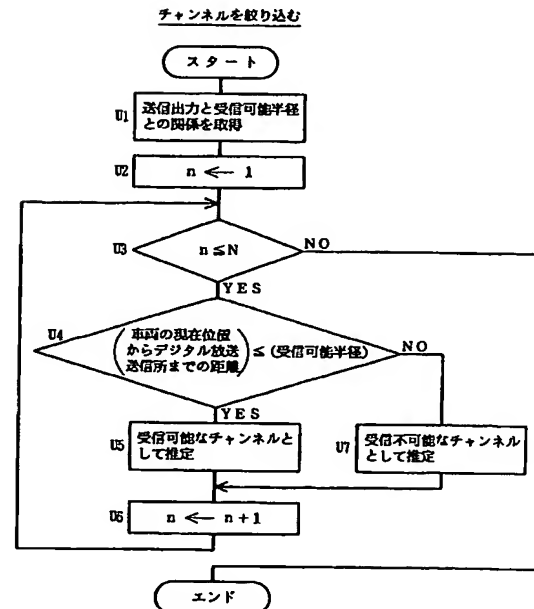 チャンネルを絞り込む
スタート
U1
送信出力と受信可能半径
との関係を取得
U2
n ← 1
U3
n≦N
NO
YES
U4
車両の現在位置
からデジタル放送
送信所までの距離
≦(受信可能半径)
NO
YES
U5
受信可能なチャンネルと
して推定
U7
受信不可能なチャンネル
として推定
U6
n ← n+1
エンド